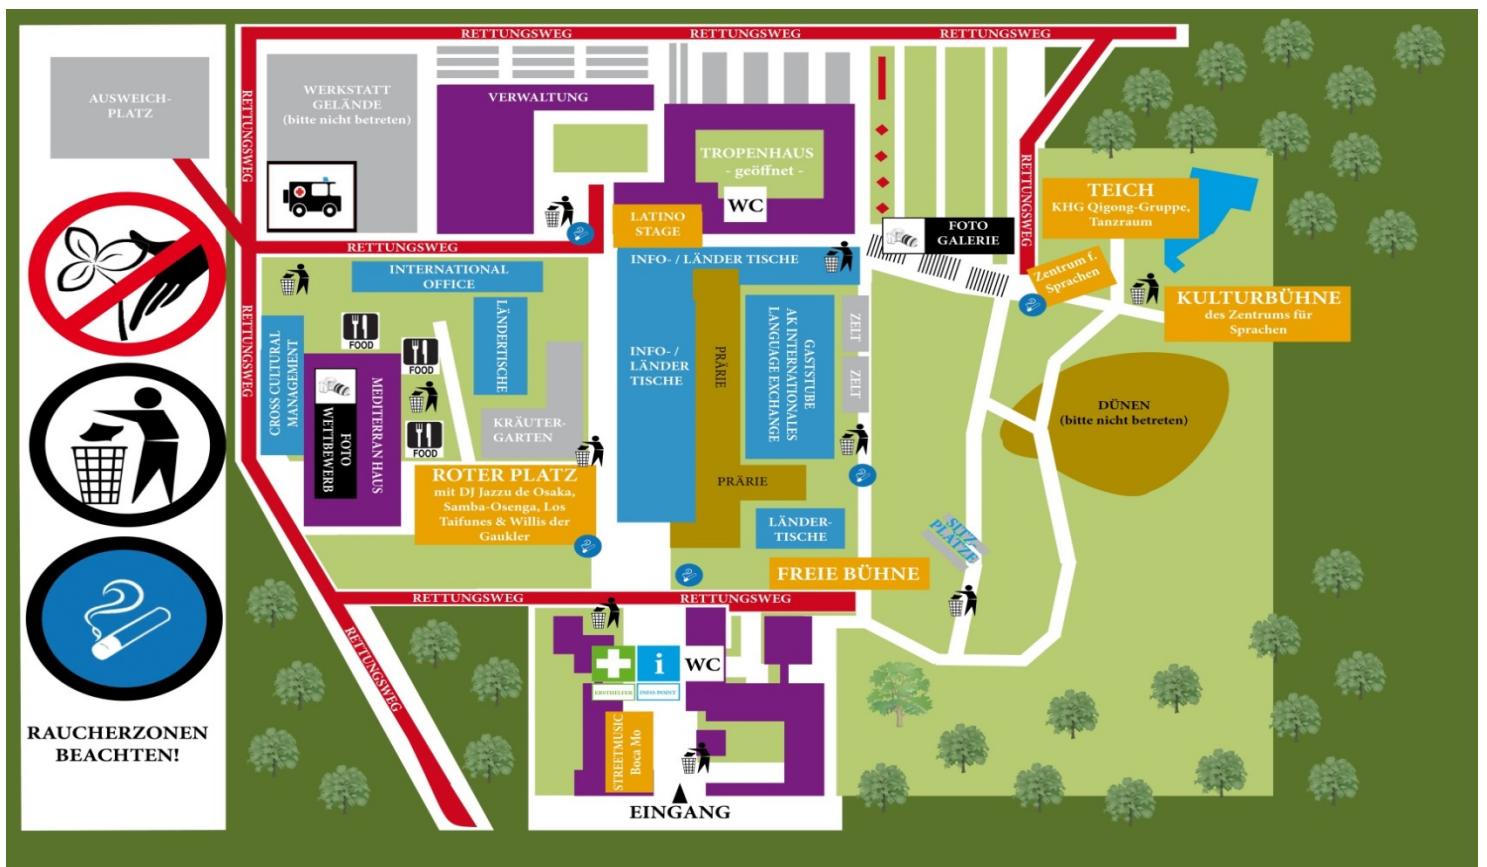 RETTUNGSWEG
RETTUNGSWEG
RETTUNGSWEG
AUSWEICH-
PLATZ
RETTUNGSWEG
WERKSTATT
GELÄNDE
(bitte nicht betreten)
VERWALTUNG
TROPENHAUS
- geöffnet -
WC
RETTUNGSWEG
TEICH
KHG Qigong-Gruppe,
Tanzraum
LATINO
STAGE
FOTO
GALERIE
RETTUNGSWEG
INFO- / LÄNDER TISCHE
INTERNATIONAL
OFFICE
Zentrum f.
Sprachen
KULTURBÜHNE
des Zentrums für
Sprachen
RETTUNGSWEG
LÄNDERTISCHE
FOOD
FOOD
FOOD
CROSS CULTURAL
MANAGEMENT
MEDITERRAN HAUS
FOTO
WETTBEWERB
INFO- /
LÄNDER
TISCHE
PRÄRIE
GASTSTUBE
AK INTERNATIONALES
LANGUAGE EXCHANGE
ZELT
ZELT
DÜNEN
(bitte nicht betreten)
KRÄUTER-
GARTEN
ROTER PLATZ
mit DJ Jazzu de Osaka,
Samba-Osenga, Los
Taifunes & Willis der
Gaukler
PRÄRIE
LÄNDER-
TISCHE
SITZ-
PLÄTZE
FREIE BÜHNE
RETTUNGSWEG
RETTUNGSWEG
RETTUNGSWEG
i
WC
ERSTHELFER
INFO POINT
STREETMUSIC
Boca Mo
RAUCHERZONEN
BEACHTEN!
EINGANG